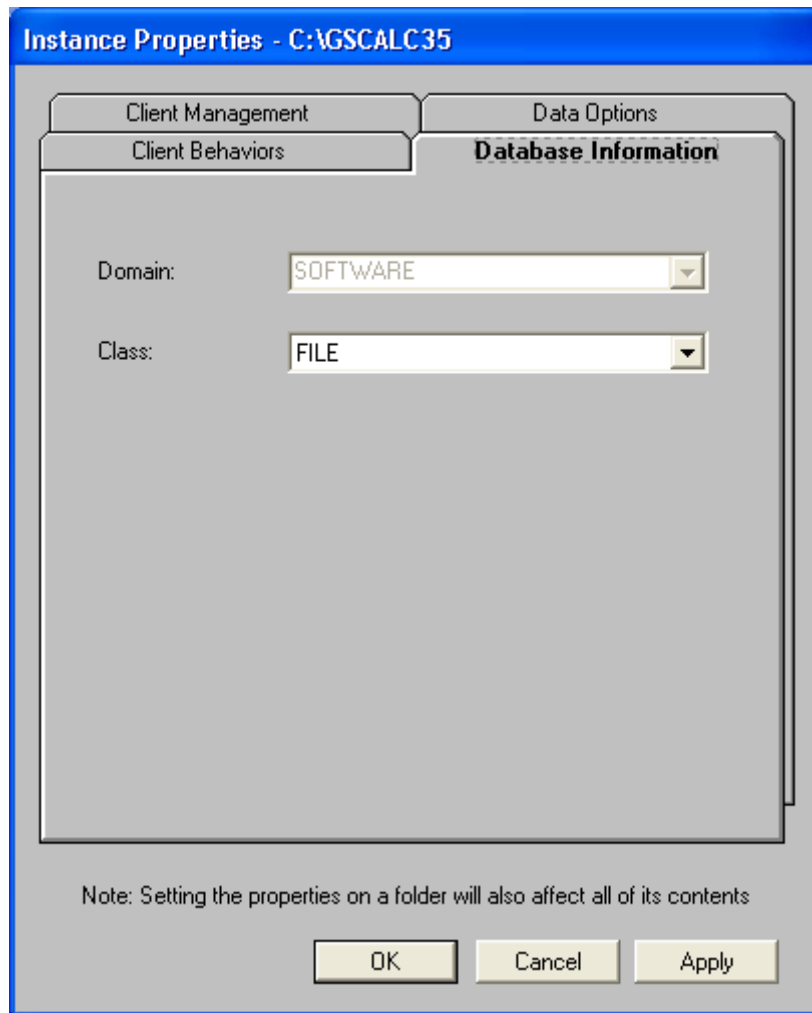 Instance Properties - C:\GSCALC35
Client Management Data Options
Client Behaviors Database Information
Domain: SOFTWARE
Class: FILE
Note: Setting the properties on a folder will also affect all of its contents
OK Cancel Apply